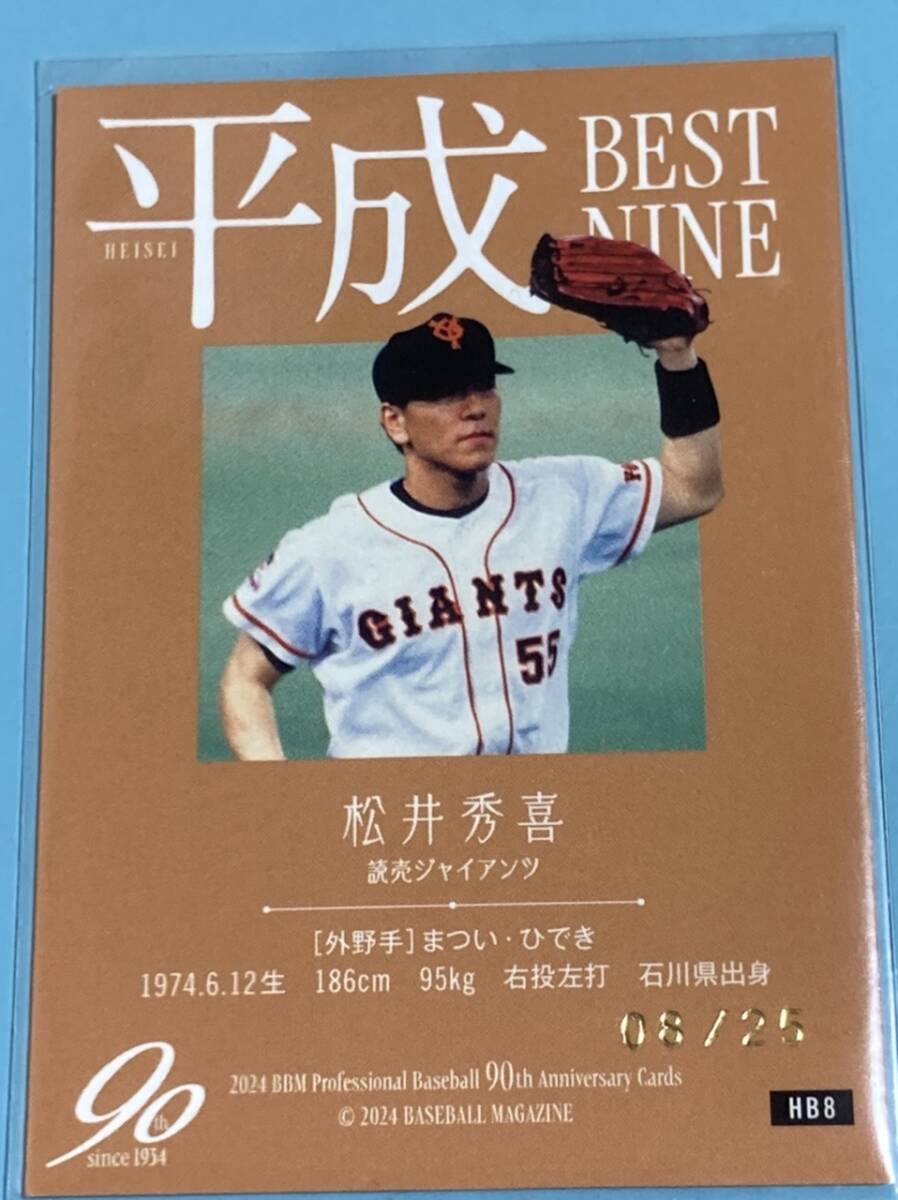 平成
HEISEI
BEST
NINE
GIANTS
55
松井秀喜
読売ジャイアンツ
[外野手]まつい・ひでき
1974.6.12生 186cm 95kg 右投左打 石川県出身
08/25
90th
since 1934
2024 BBM Professional Baseball 90th Anniversary Cards
© 2024 BASEBALL MAGAZINE
HB8